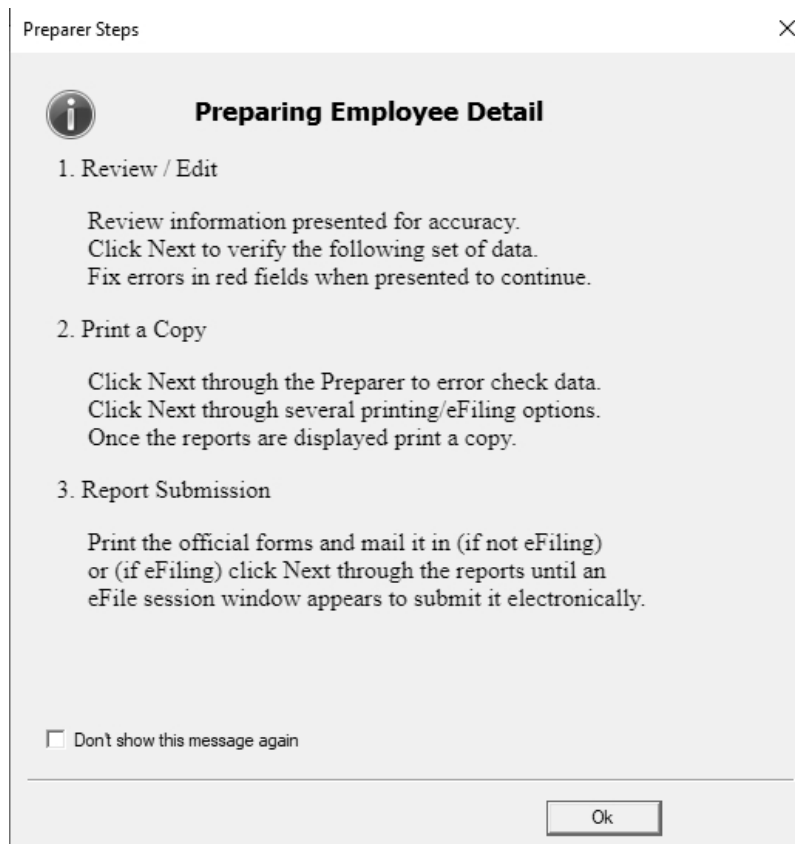 Preparer Steps
Preparing Employee Detail
1. Review / Edit
Review information presented for accuracy.
Click Next to verify the following set of data.
Fix errors in red fields when presented to continue.
2. Print a Copy
Click Next through the Preparer to error check data.
Click Next through several printing/eFiling options.
Once the reports are displayed print a copy.
3. Report Submission
Print the official forms and mail it in (if not eFiling)
or (if eFiling) click Next through the reports until an
eFile session window appears to submit it electronically.
Don't show this message again
Ok